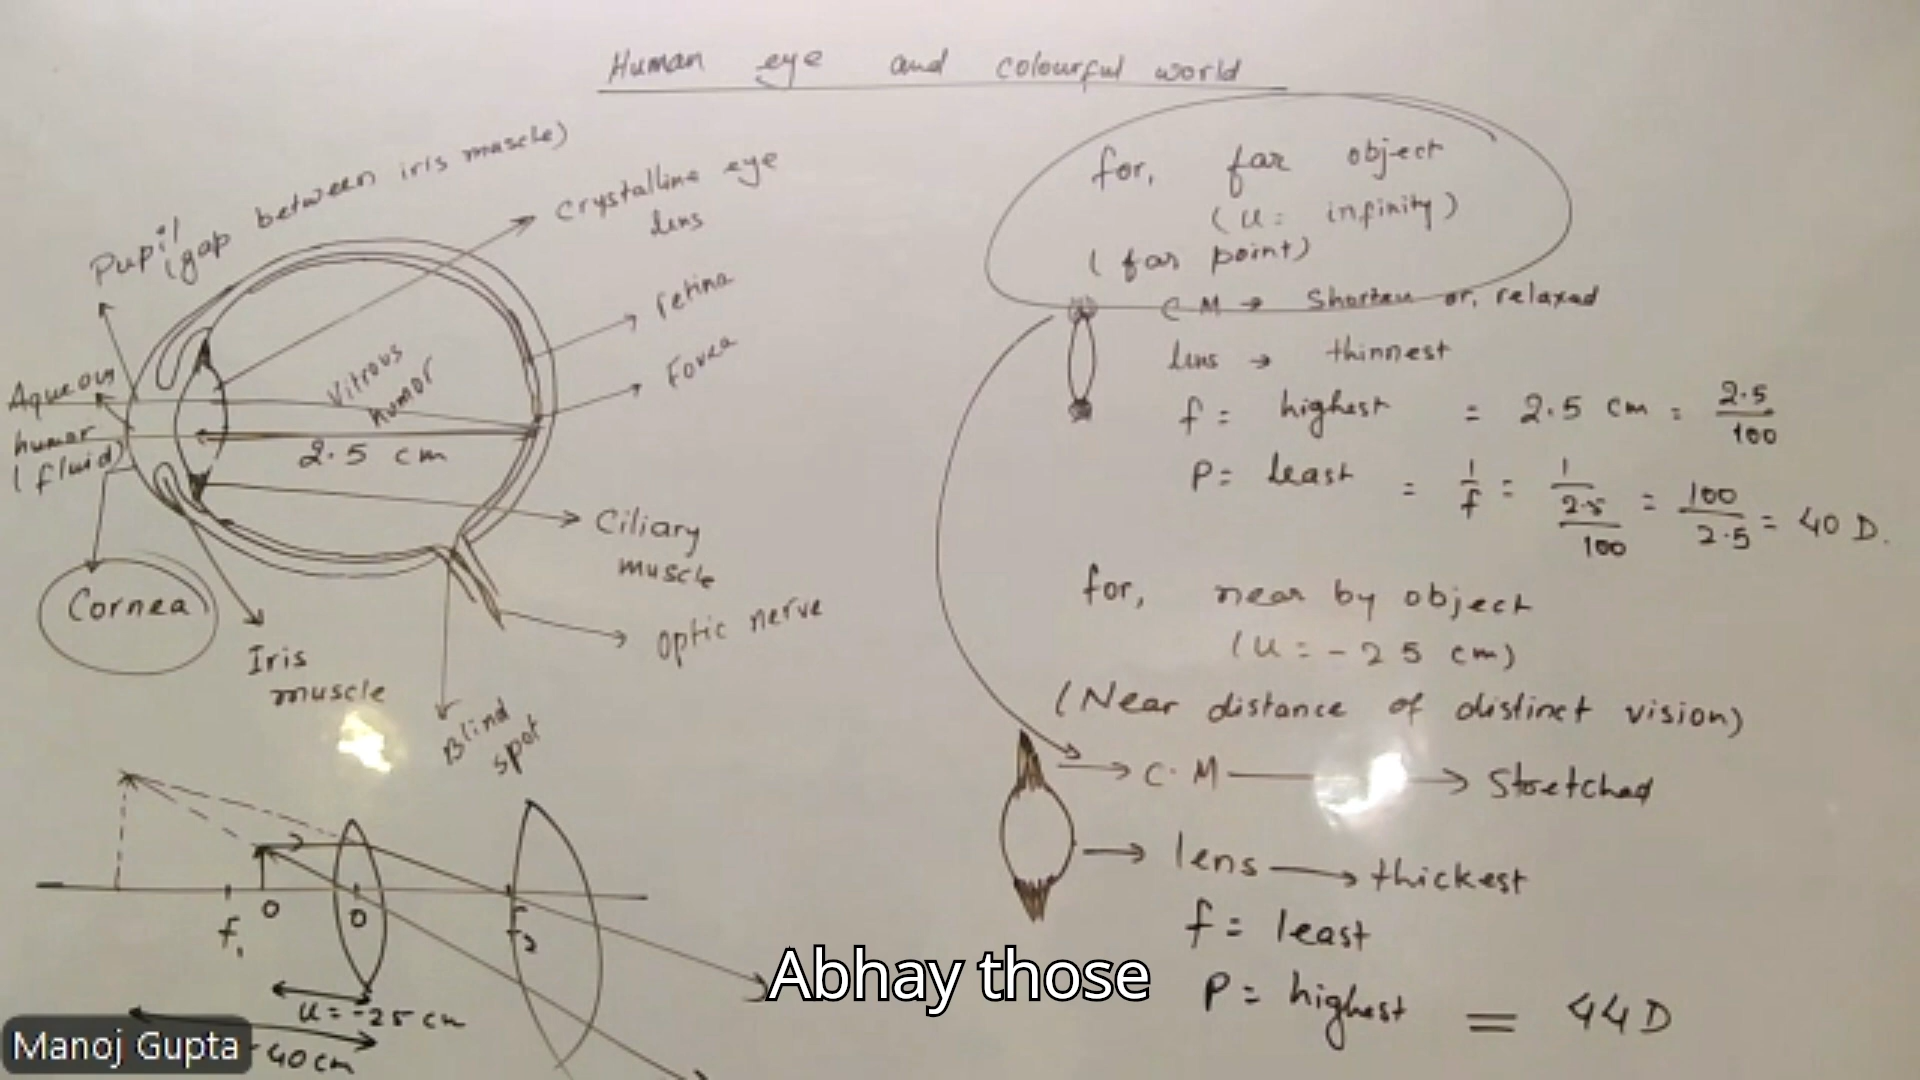 Human eye and colourful world
Pupil
(gap between iris muscle)
Crystalline eye
lens
retina
Fovea
Aqueous
humor
(fluid)
Vitrous
humor
2.5 cm
Ciliary
muscle
Cornea
Iris
muscle
Optic nerve
Blind
spot
f1 O O F2
u = -25 cm
40 cm
for, far object
(u = infinity)
(far point)
C M → Shorten or, relaxed
lens → thinnest
f = highest = 2.5 cm = 2.5/100
P = least = 1/f = 1/(2.5/100) = 100/2.5 = 40 D.
for, near by object
(u = -25 cm)
(Near distance of distinct vision)
→ C.M → Stretched
→ lens → thickest
f = least
P = highest = 44 D
Abhay those
Manoj Gupta